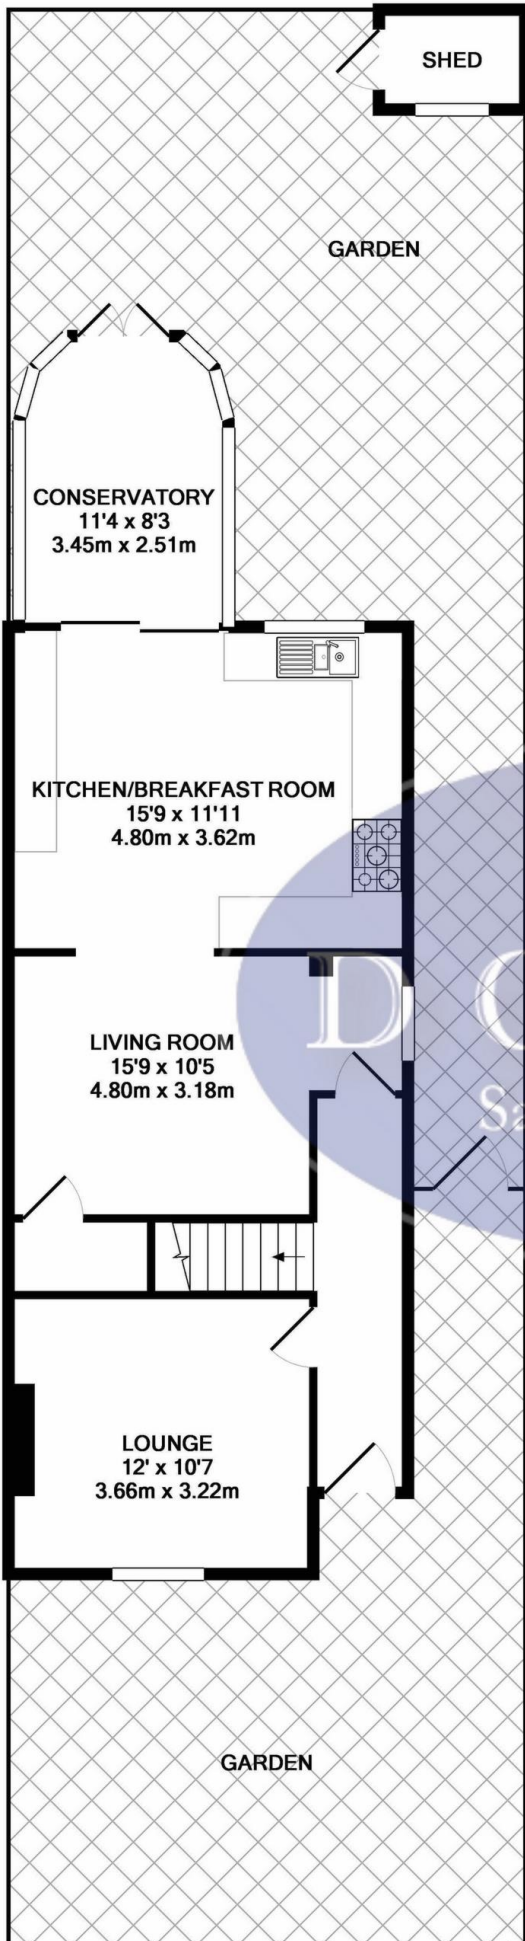 SHED
GARDEN
CONSERVATORY
11'4 x 8'3
3.45m x 2.51m
KITCHEN/BREAKFAST ROOM
15'9 x 11'11
4.80m x 3.62m
LIVING ROOM
15'9 x 10'5
4.80m x 3.18m
LOUNGE
12' x 10'7
3.66m x 3.22m
GARDEN